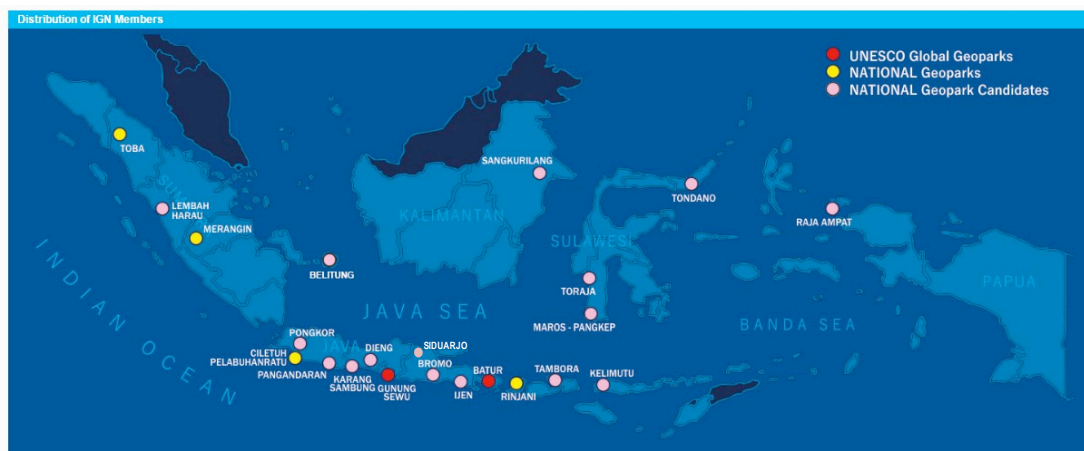 Distribution of IGN Members
UNESCO Global Geoparks
NATIONAL Geoparks
NATIONAL Geopark Candidates
TOBA
SUM
LEMBAH
HARAU
MERANGIN
BELITUNG
SANGKURILANG
KALIMANTAN
TONDANO
SULAWESI
RAJA AMPAT
PAPUA
TORAJA
MAROS - PANGKEP
INDIAN OCEAN
JAVA SEA
BANDA SEA
PONGKOR
JAVA
CILETUH
PELABUHANRATU
PANGANDARAN
KARANG
SAMBUNG
DIENG
GUNUNG
SEWU
SIDUARJO
BROMO
IJEN
BATUR
RINJANI
TAMBORA
KELIMUTU